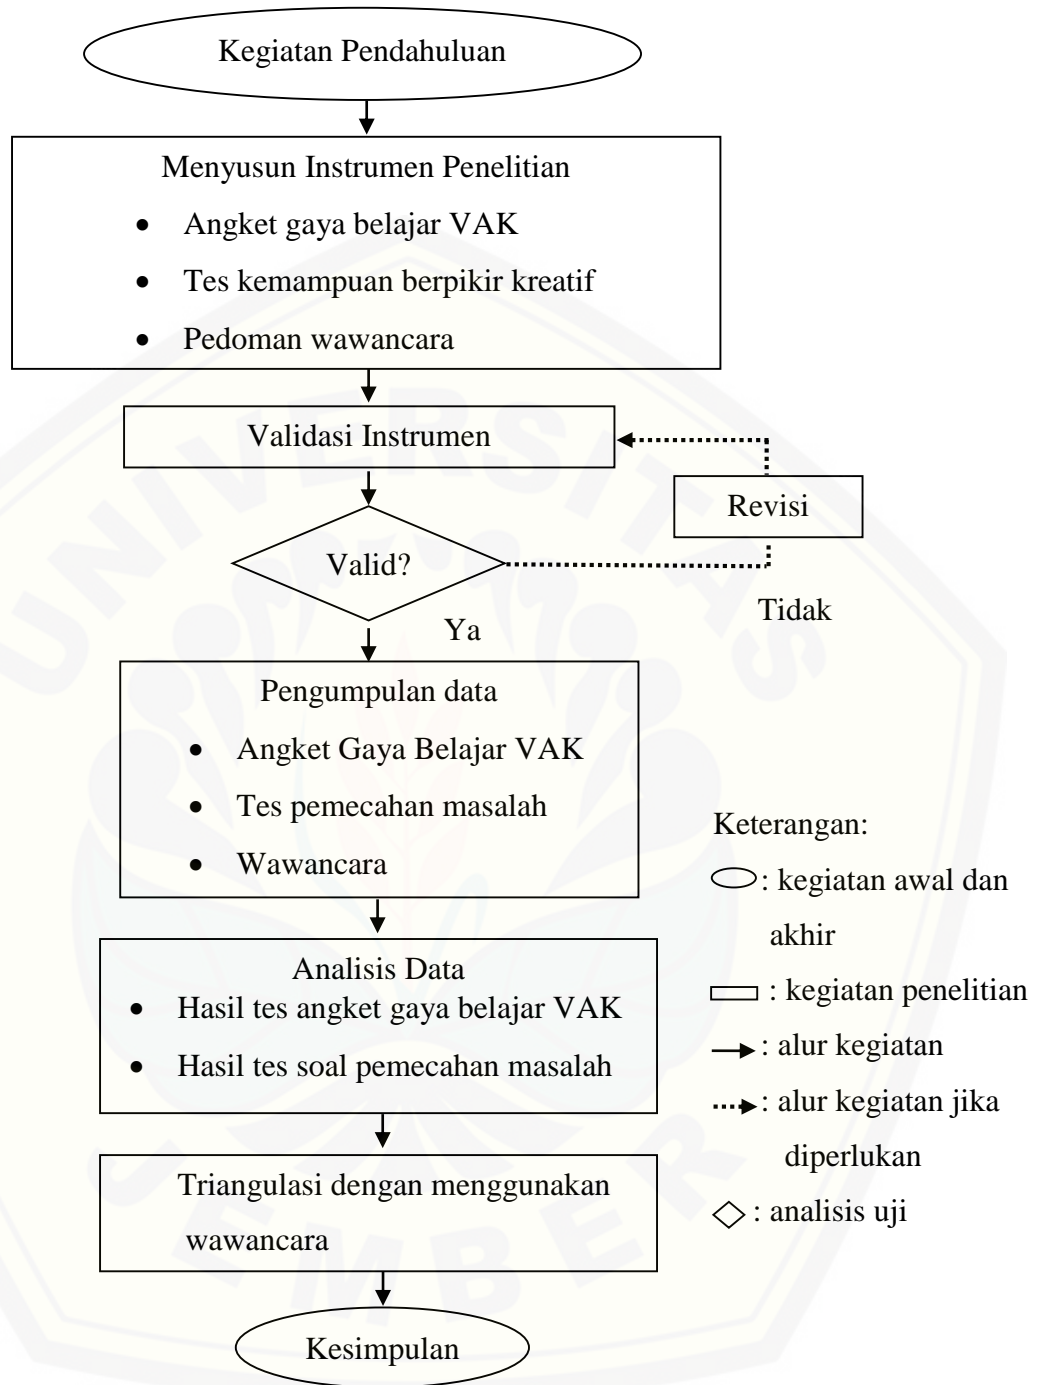 Kegiatan Pendahuluan
Menyusun Instrumen Penelitian
• Angket gaya belajar VAK
• Tes kemampuan berpikir kreatif
• Pedoman wawancara
Validasi Instrumen
Revisi
Valid?
Tidak
Ya
Pengumpulan data
• Angket Gaya Belajar VAK
• Tes pemecahan masalah
• Wawancara
Analisis Data
• Hasil tes angket gaya belajar VAK
• Hasil tes soal pemecahan masalah
Triangulasi dengan menggunakan
wawancara
Kesimpulan
Keterangan:
: kegiatan awal dan
akhir
: kegiatan penelitian
: alur kegiatan
: alur kegiatan jika
diperlukan
: analisis uji
UNIVERSITAS
JEMBER